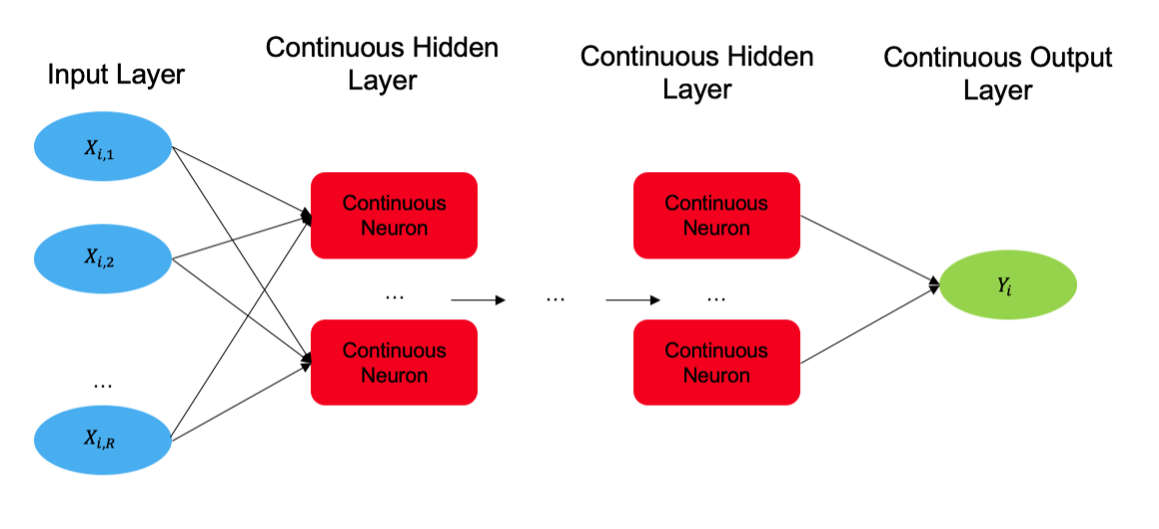 Input Layer
Continuous Hidden
Layer
Continuous Hidden
Layer
Continuous Output
Layer
X_{i,1}
X_{i,2}
...
X_{i,R}
Continuous
Neuron
...
Continuous
Neuron
...
Continuous
Neuron
...
Continuous
Neuron
Y_i